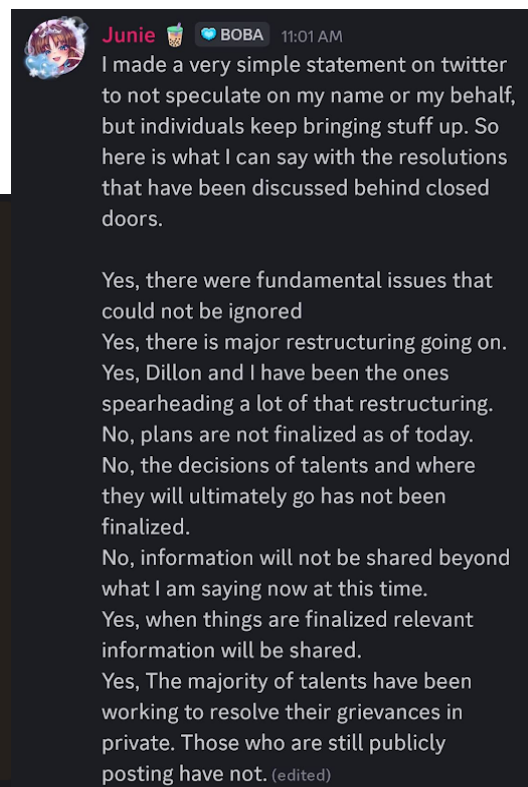 Junie 🧋 BOBA 11:01 AM
I made a very simple statement on twitter
to not speculate on my name or my behalf,
but individuals keep bringing stuff up. So
here is what I can say with the resolutions
that have been discussed behind closed
doors.
Yes, there were fundamental issues that
could not be ignored
Yes, there is major restructuring going on.
Yes, Dillon and I have been the ones
spearheading a lot of that restructuring.
No, plans are not finalized as of today.
No, the decisions of talents and where
they will ultimately go has not been
finalized.
No, information will not be shared beyond
what I am saying now at this time.
Yes, when things are finalized relevant
information will be shared.
Yes, The majority of talents have been
working to resolve their grievances in
private. Those who are still publicly
posting have not. (edited)